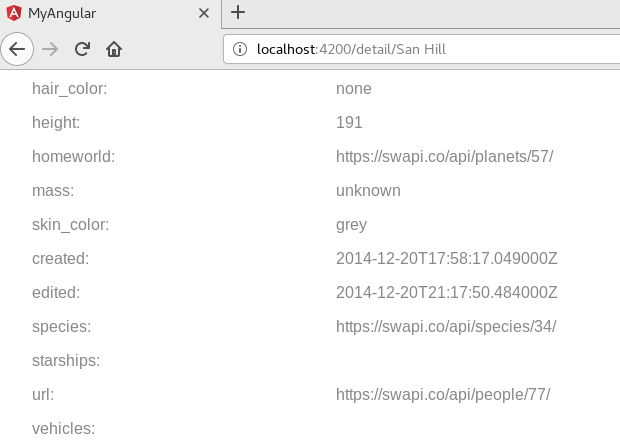 MyAngular
localhost:4200/detail/San Hill
hair_color: none
height: 191
homeworld: https://swapi.co/api/planets/57/
mass: unknown
skin_color: grey
created: 2014-12-20T17:58:17.049000Z
edited: 2014-12-20T21:17:50.484000Z
species: https://swapi.co/api/species/34/
starships:
url: https://swapi.co/api/people/77/
vehicles: